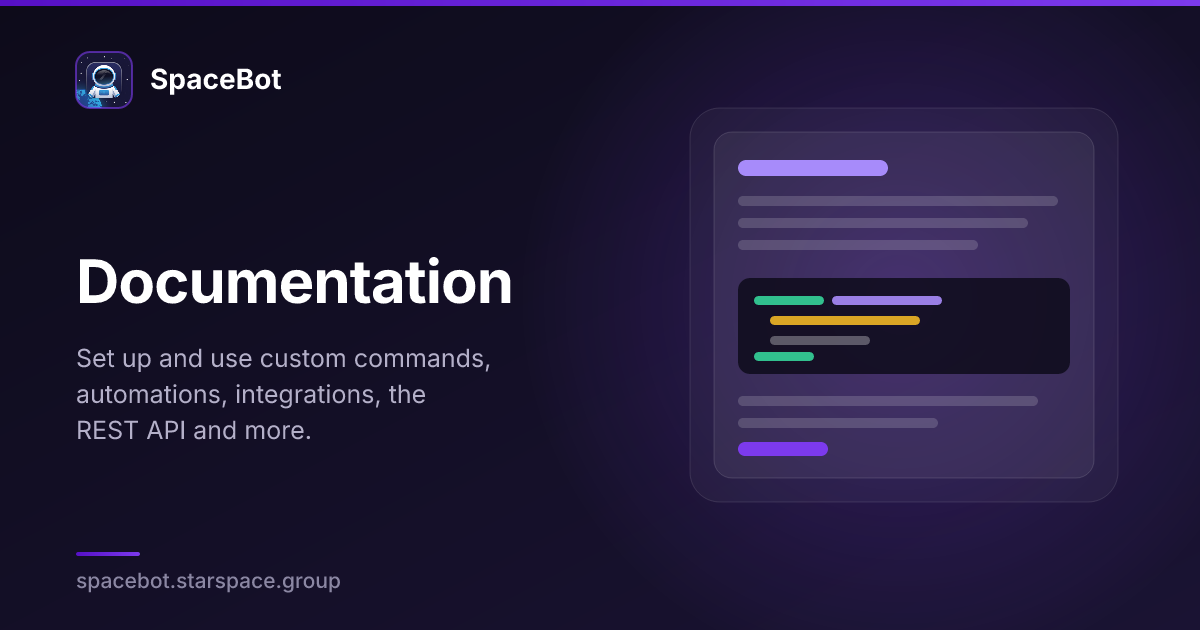 SpaceBot
Documentation
Set up and use custom commands,
automations, integrations, the
REST API and more.
spacebot.starspace.group